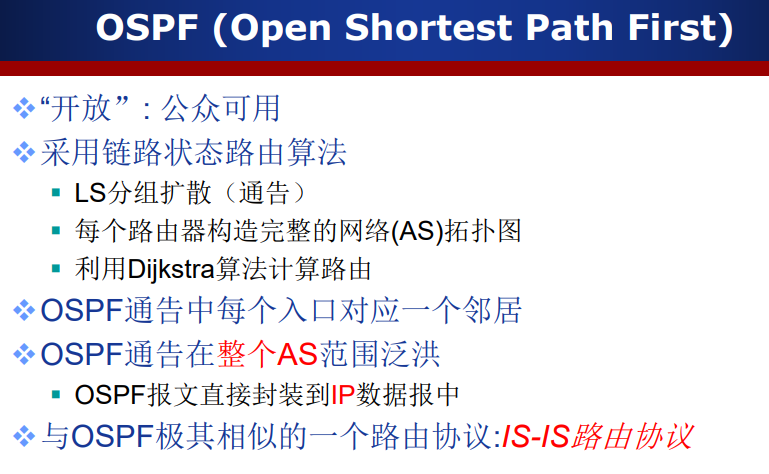 OSPF (Open Shortest Path First)
“开放”: 公众可用
采用链路状态路由算法
LS分组扩散（通告）
每个路由器构造完整的网络(AS)拓扑图
利用Dijkstra算法计算路由
OSPF通告中每个入口对应一个邻居
OSPF通告在整个AS范围泛洪
OSPF报文直接封装到IP数据报中
与OSPF极其相似的一个路由协议:IS-IS路由协议